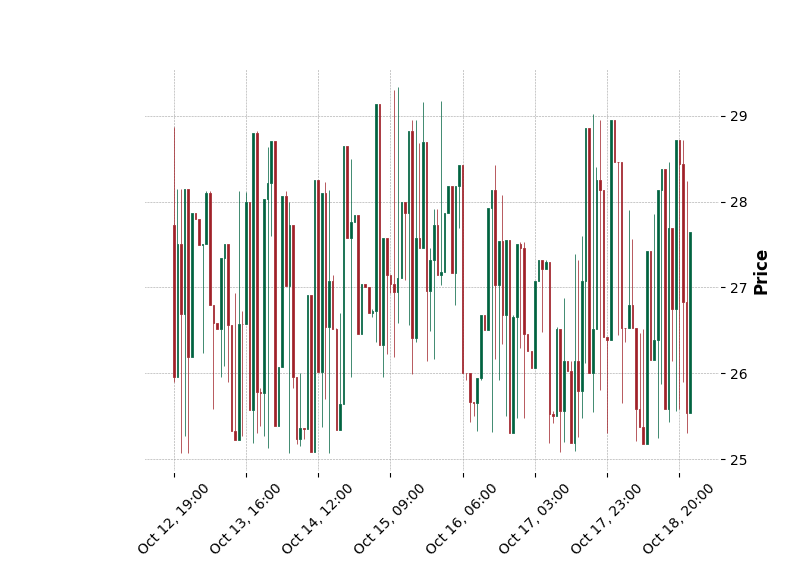 29
28
27
26
25
Price
Oct 12, 19:00
Oct 13, 16:00
Oct 14, 12:00
Oct 15, 09:00
Oct 16, 06:00
Oct 17, 03:00
Oct 17, 23:00
Oct 18, 20:00